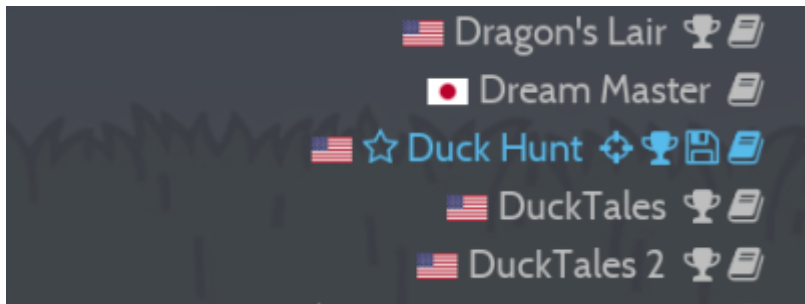 Dragon's Lair
Dream Master
Duck Hunt
DuckTales
DuckTales 2